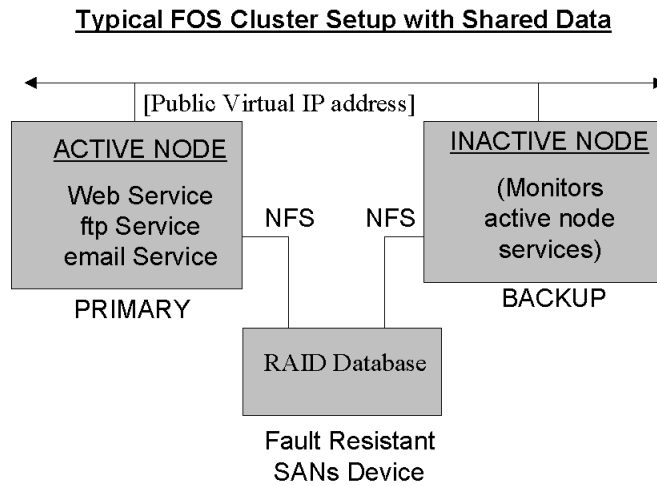 Typical FOS Cluster Setup with Shared Data
[Public Virtual IP address]
ACTIVE NODE
Web Service
ftp Service
email Service
PRIMARY
NFS
NFS
INACTIVE NODE
(Monitors
active node
services)
BACKUP
RAID Database
Fault Resistant
SANs Device